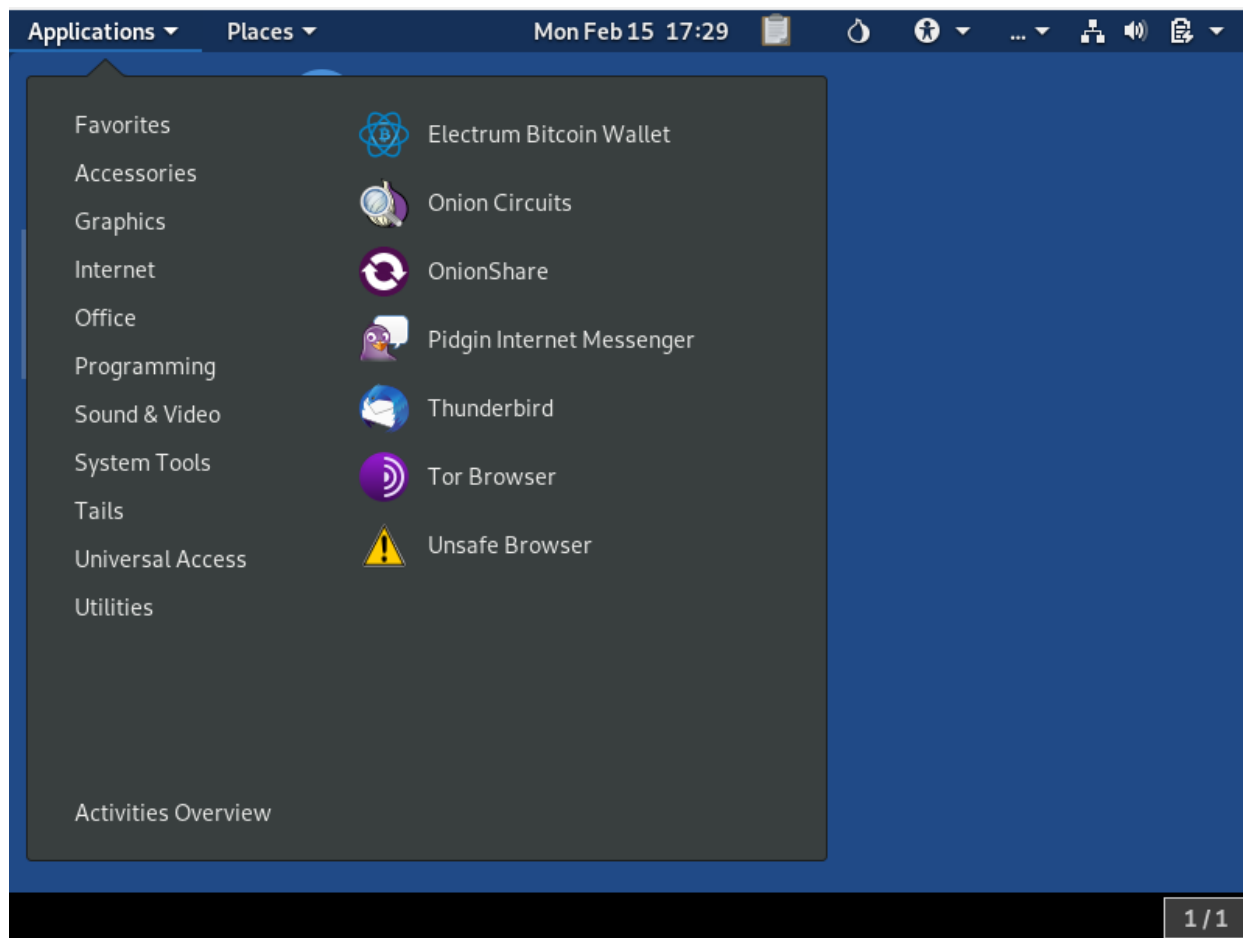 Applications Places Mon Feb 15 17:29 ...
Favorites
Accessories
Graphics
Internet
Office
Programming
Sound & Video
System Tools
Tails
Universal Access
Utilities
Activities Overview
Electrum Bitcoin Wallet
Onion Circuits
OnionShare
Pidgin Internet Messenger
Thunderbird
Tor Browser
Unsafe Browser
1 / 1